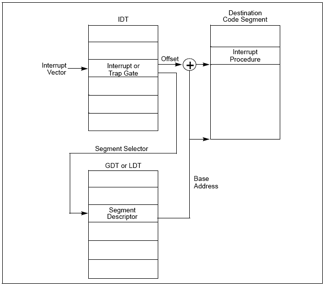 IDT
Destination
Code Segment
Interrupt
Vector
Interrupt or
Trap Gate
Offset
Interrupt
Procedure
Segment Selector
GDT or LDT
Segment
Descriptor
Base
Address